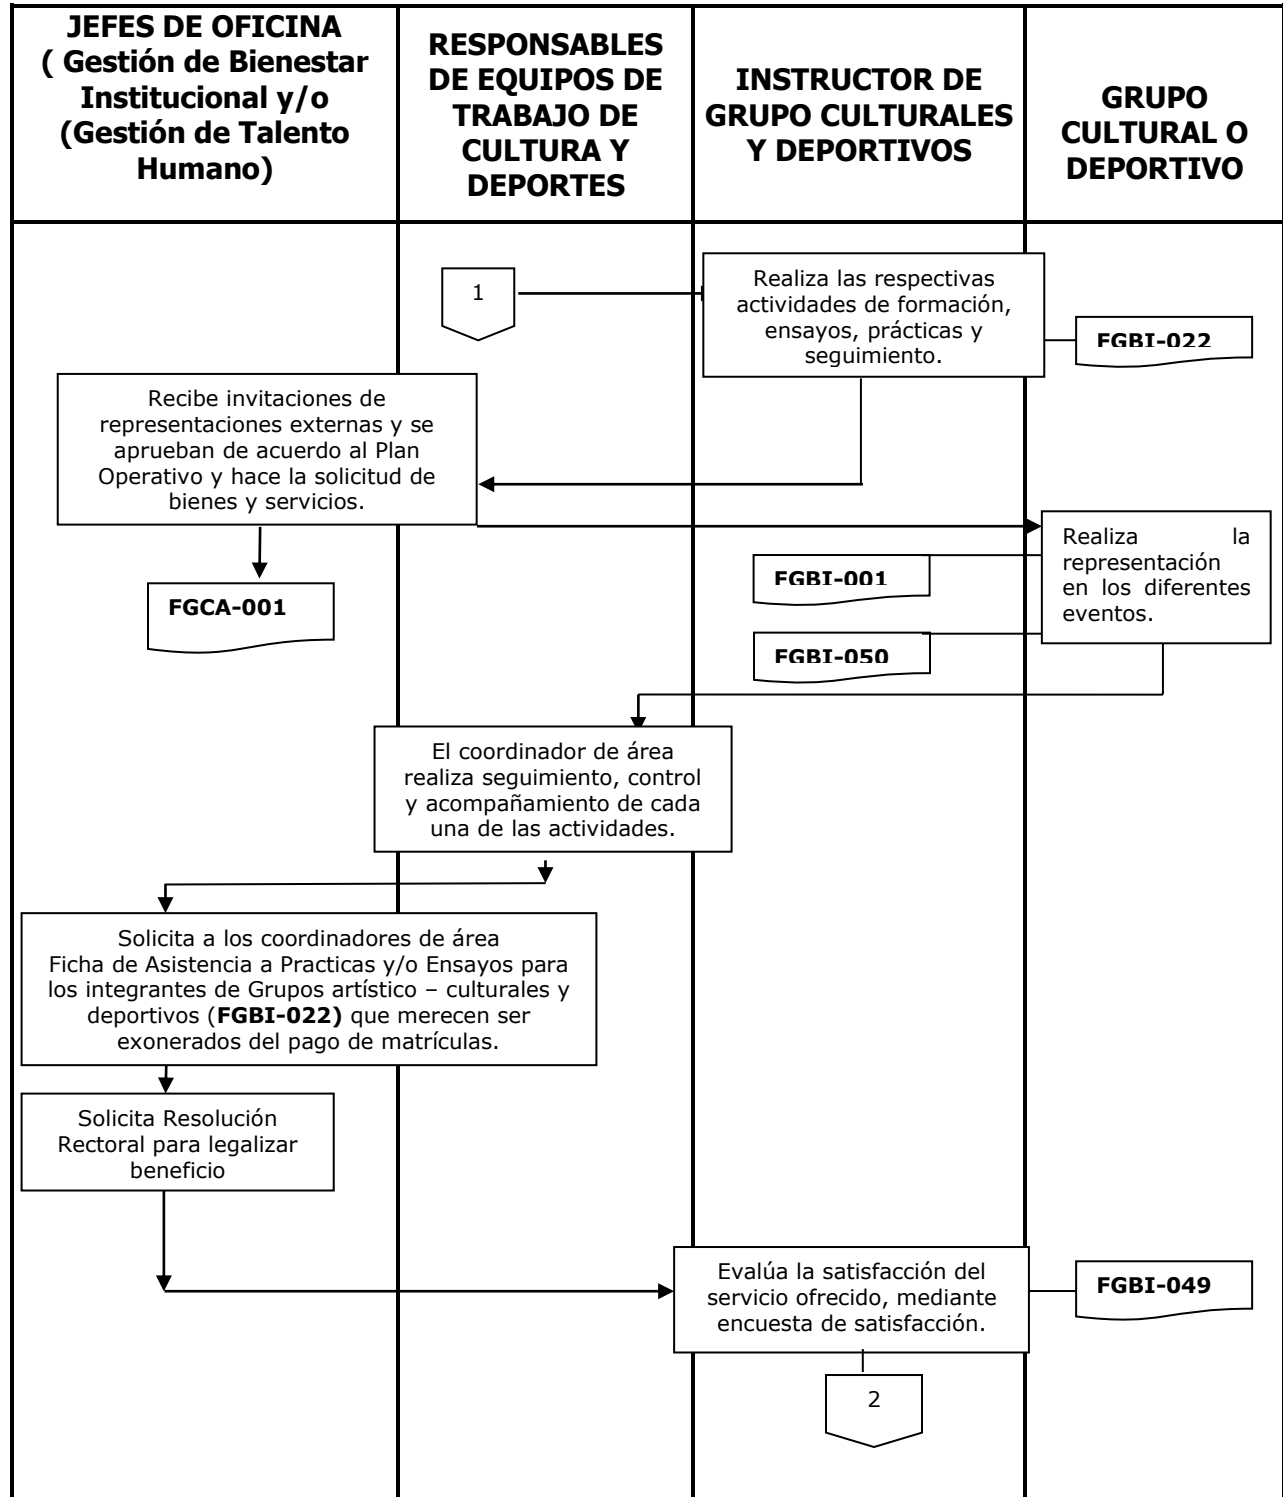 JEFES DE OFICINA
( Gestión de Bienestar
Institucional y/o
(Gestión de Talento
Humano)
RESPONSABLES
DE EQUIPOS DE
TRABAJO DE
CULTURA Y
DEPORTES
INSTRUCTOR DE
GRUPO CULTURALES
Y DEPORTIVOS
GRUPO
CULTURAL O
DEPORTIVO
1
Realiza las respectivas
actividades de formación,
ensayos, prácticas y
seguimiento.
FGBI-022
Recibe invitaciones de
representaciones externas y se
aprueban de acuerdo al Plan
Operativo y hace la solicitud de
bienes y servicios.
FGCA-001
Realiza la
representación
en los diferentes
eventos.
FGBI-001
FGBI-050
El coordinador de área
realiza seguimiento, control
y acompañamiento de cada
una de las actividades.
Solicita a los coordinadores de área
Ficha de Asistencia a Practicas y/o Ensayos para
los integrantes de Grupos artístico – culturales y
deportivos (FGBI-022) que merecen ser
exonerados del pago de matrículas.
Solicita Resolución
Rectoral para legalizar
beneficio
Evalúa la satisfacción del
servicio ofrecido, mediante
encuesta de satisfacción.
FGBI-049
2